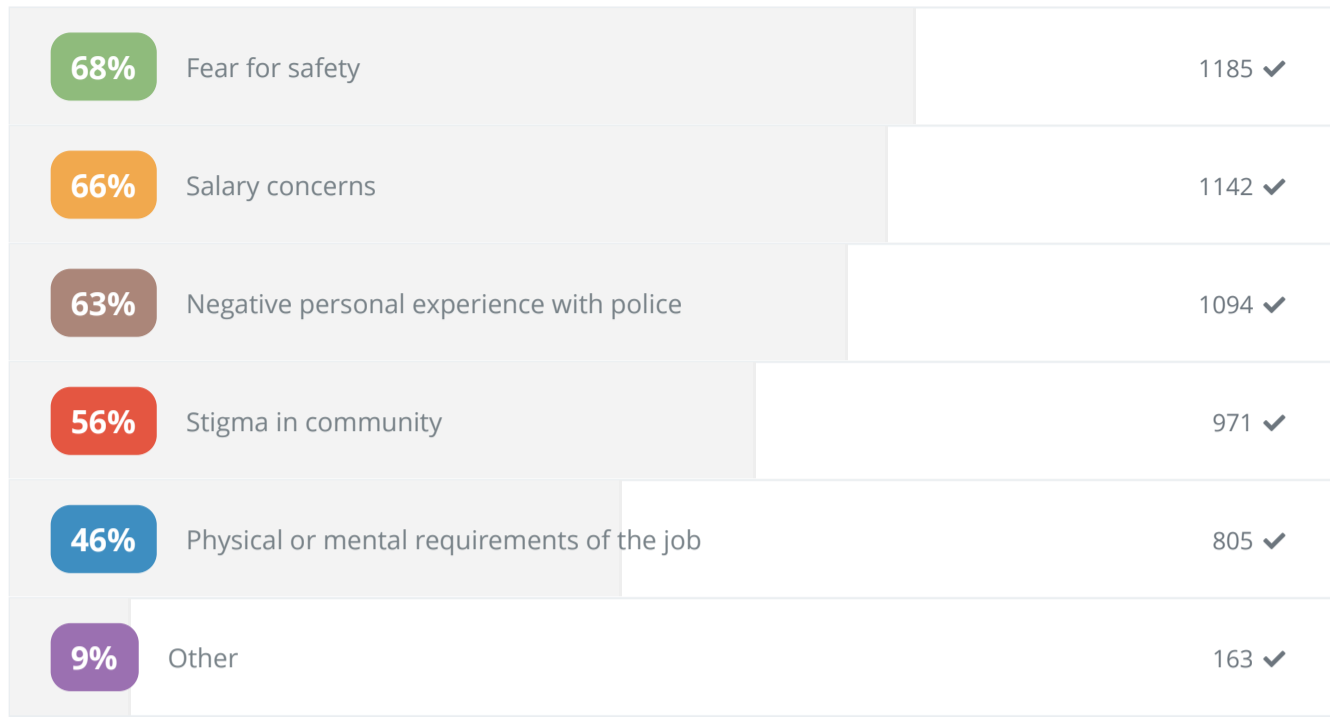 68% Fear for safety 1185 ✔
66% Salary concerns 1142 ✔
63% Negative personal experience with police 1094 ✔
56% Stigma in community 971 ✔
46% Physical or mental requirements of the job 805 ✔
9% Other 163 ✔